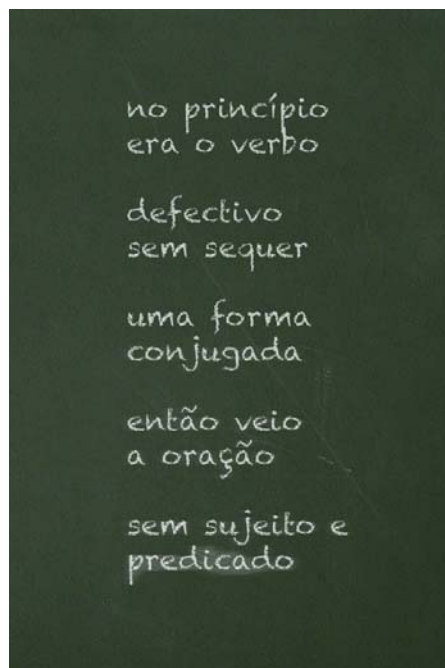 no princípio
era o verbo
defectivo
sem sequer
uma forma
conjugada
então veio
a oração
sem sujeito e
predicado